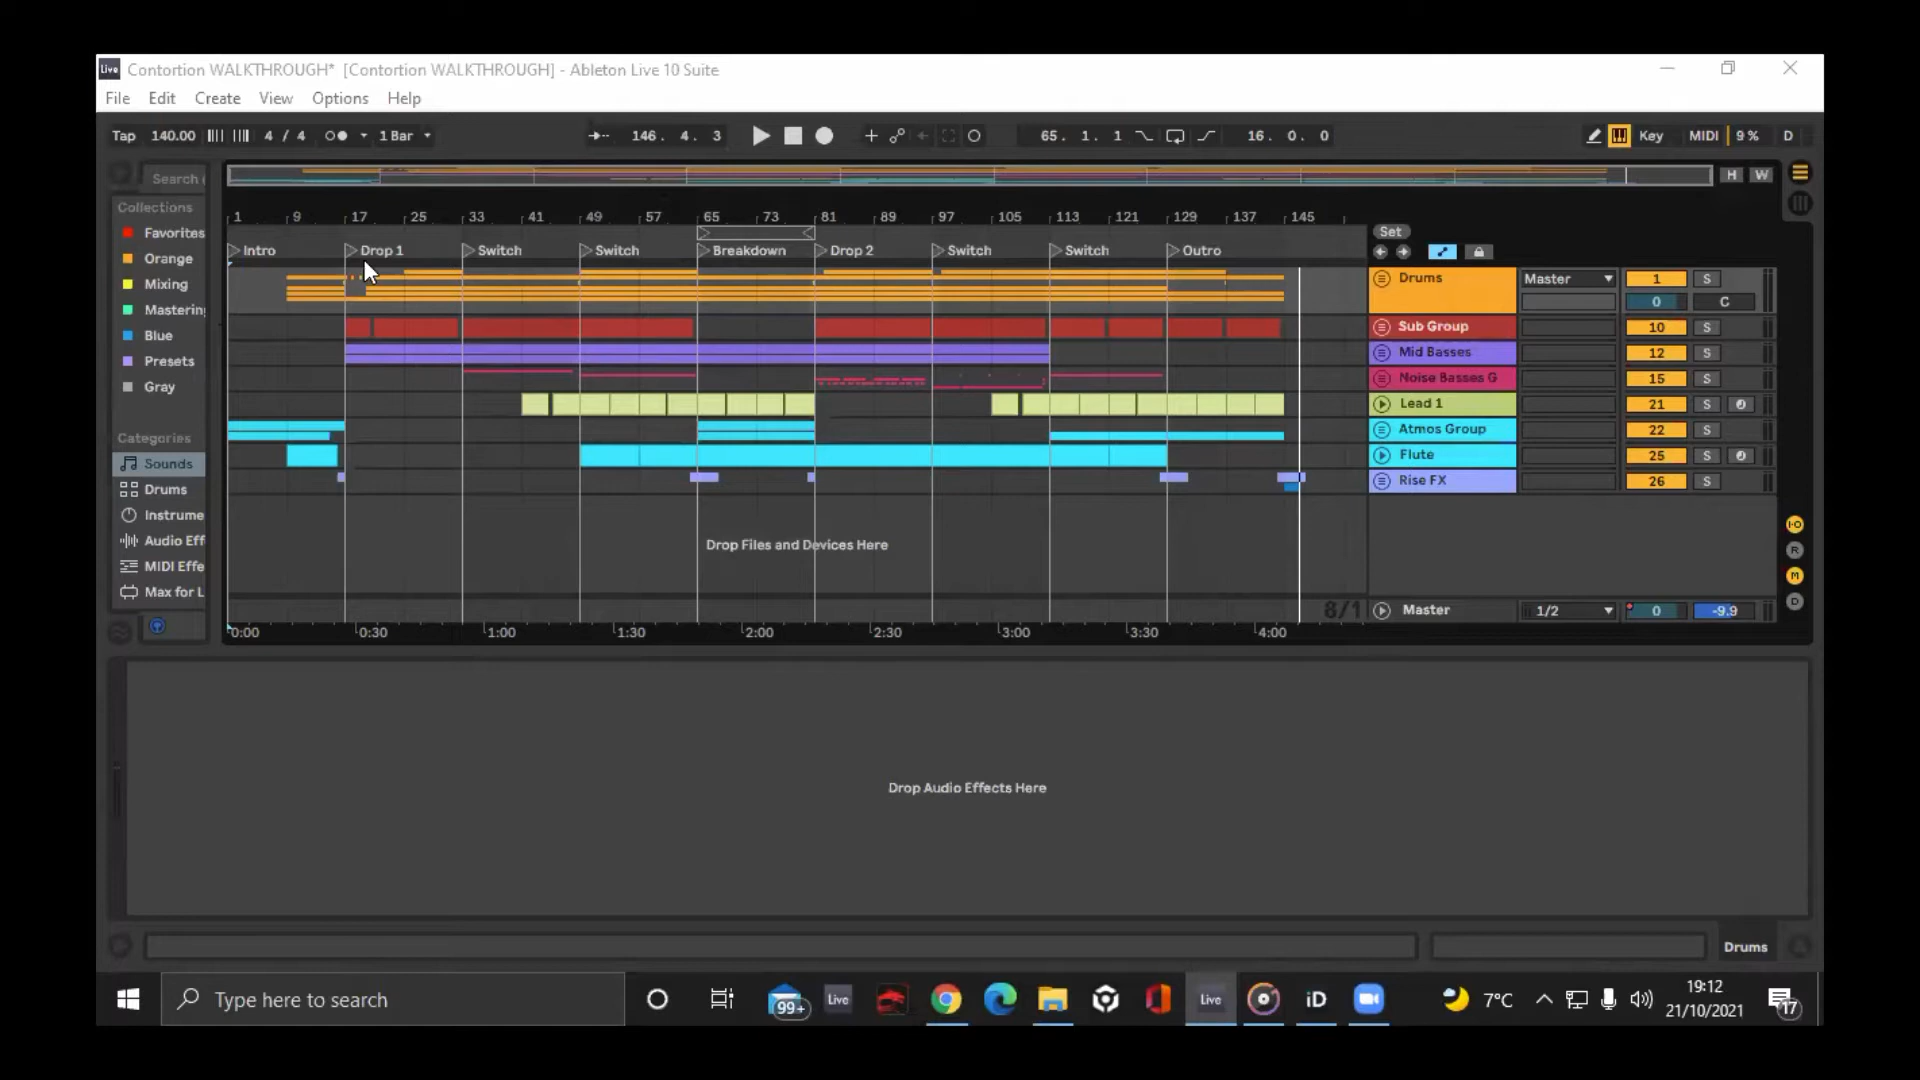 Live Contortion WALKTHROUGH* [Contortion WALKTHROUGH] - Ableton Live 10 Suite
File Edit Create View Options Help
Tap 140.00 4 / 4 1 Bar 146. 4. 3 65. 1. 1 16. 0. 0 Key MIDI 9 % D
Search (
H W
Collections
Favorites
Orange
Mixing
Mastering
Blue
Presets
Gray
Categories
Sounds
Drums
Instrume
Audio Eff
MIDI Effe
Max for L
1 9 17 25 33 41 49 57 65 73 81 89 97 105 113 121 129 137 145
Set
Intro Drop 1 Switch Switch Breakdown Drop 2 Switch Switch Outro
Drums Master 1 S
0 C
Sub Group 10 S
Mid Basses 12 S
Noise Basses G 15 S
Lead 1 21 S
Atmos Group 22 S
Flute 25 S
Rise FX 26 S
Drop Files and Devices Here
I·O
R
M
D
8/1
Master 1/2 0 -9.9
0:00 0:30 1:00 1:30 2:00 2:30 3:00 3:30 4:00
Drop Audio Effects Here
Drums
Type here to search
99+
Live
Live
iD
7°C
19:12
21/10/2021
17